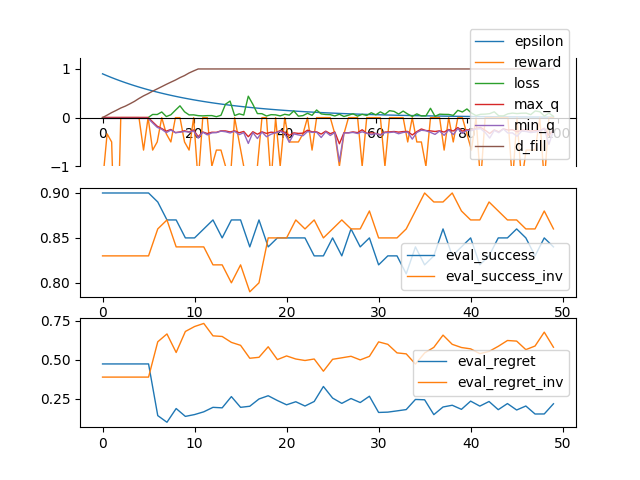 1
0
−1
0 20 40 60 80 100
epsilon
reward
loss
max_q
min_q
d_fill
0.90
0.85
0.80
0 10 20 30 40 50
eval_success
eval_success_inv
0.75
0.50
0.25
0 10 20 30 40 50
eval_regret
eval_regret_inv